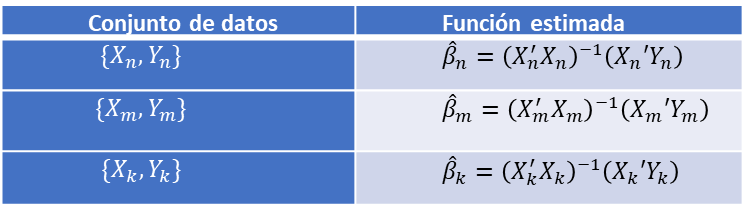 Conjunto de datos Función estimada
{Xₙ, Yₙ} β̂ₙ = (X′ₙXₙ)⁻¹(Xₙ′Yₙ)
{Xₘ, Yₘ} β̂ₘ = (X′ₘXₘ)⁻¹(Xₘ′Yₘ)
{Xₖ, Yₖ} β̂ₖ = (X′ₖXₖ)⁻¹(Xₖ′Yₖ)